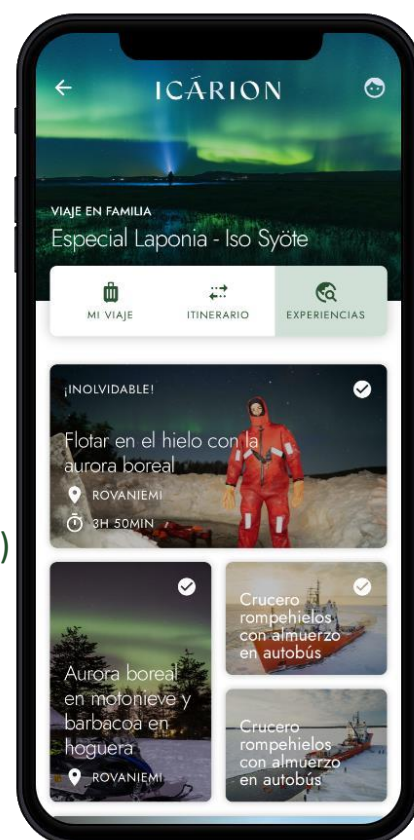 ICÁRION
VIAJE EN FAMILIA
Especial Laponia - Iso Syöte
MI VIAJE
ITINERARIO
EXPERIENCIAS
¡INOLVIDABLE!
Flotar en el hielo con la
aurora boreal
ROVANIEMI
3H 50MIN
)
Aurora boreal
en motonieve y
barbacoa en
hoguera
ROVANIEMI
Crucero
rompehielos
con almuerzo
en autobús
Crucero
rompehielos
con almuerzo
en autobús